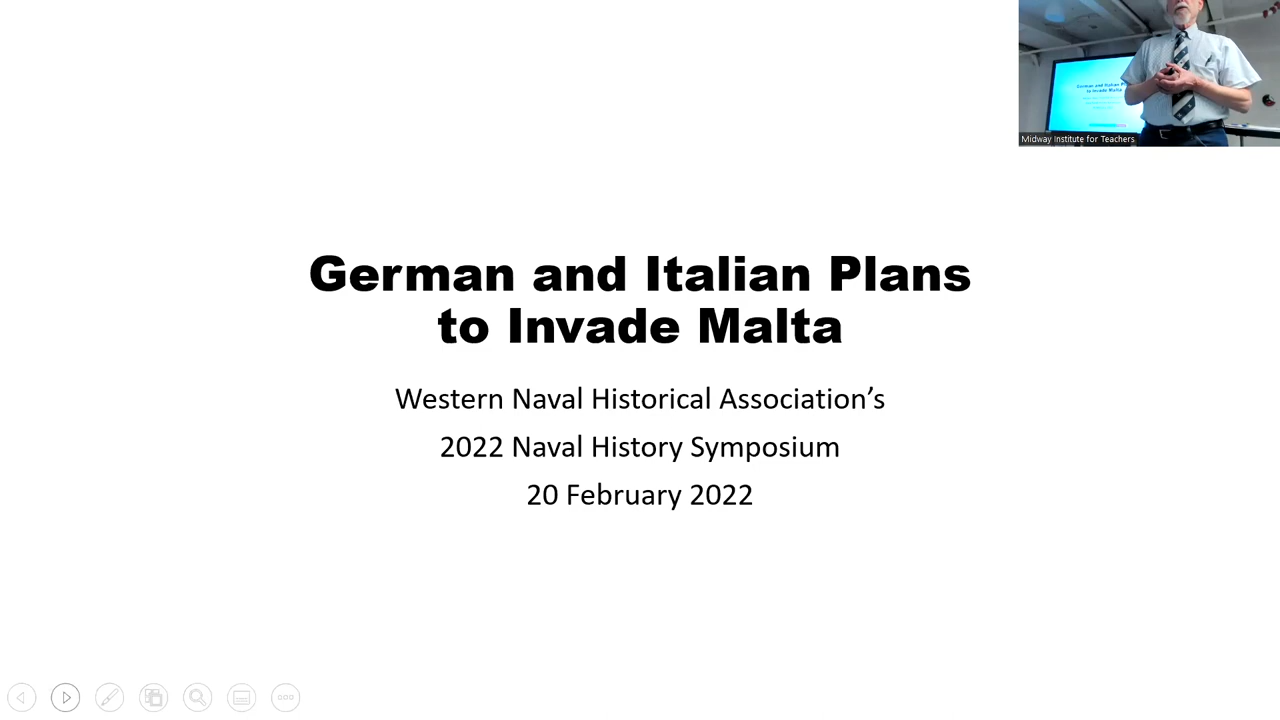 Midway Institute for Teachers
German and Italian Plans
to Invade Malta
Western Naval Historical Association’s
2022 Naval History Symposium
20 February 2022